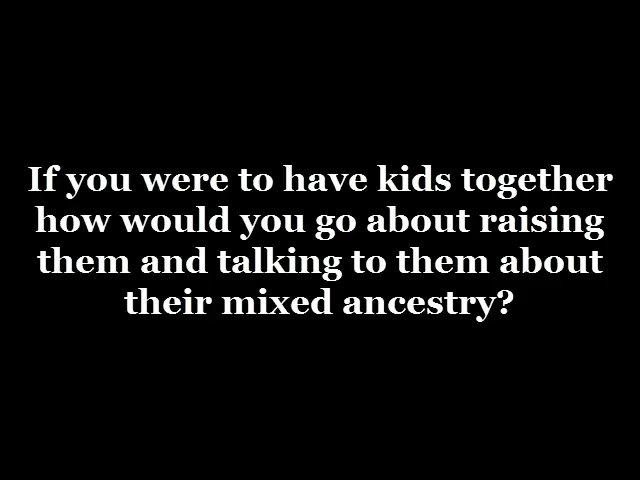 If you were to have kids together
how would you go about raising
them and talking to them about
their mixed ancestry?